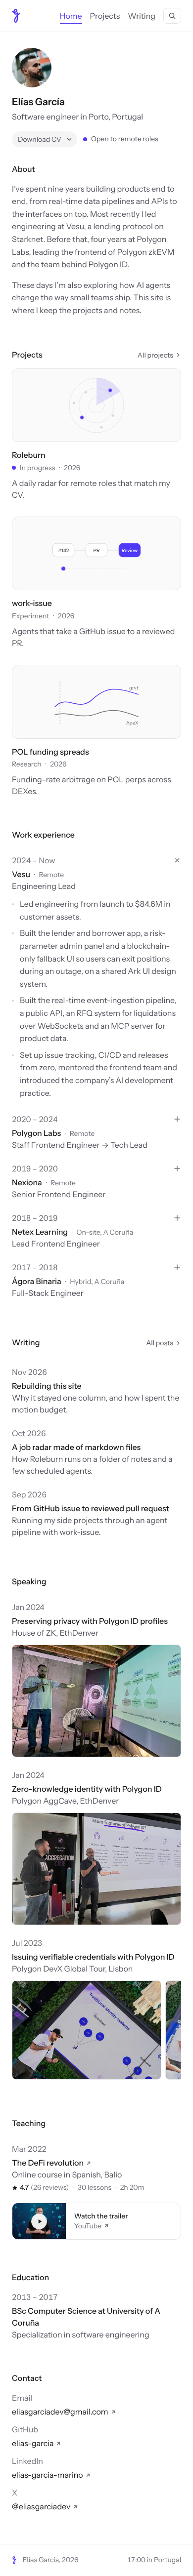 Home Projects Writing
Elías García
Software engineer in Porto, Portugal
Download CV
Open to remote roles
About
I've spent nine years building products end to end, from real-time data pipelines and APIs to the interfaces on top. Most recently I led engineering at Vesu, a lending protocol on Starknet. Before that, four years at Polygon Labs, leading the frontend of Polygon zkEVM and the team behind Polygon ID.
These days I'm also exploring how AI agents change the way small teams ship. This site is where I keep the projects and notes.
Projects
All projects
Roleburn
In progress · 2026
A daily radar for remote roles that match my CV.
#142
PR
Review
work-issue
Experiment · 2026
Agents that take a GitHub issue to a reviewed PR.
grvt
ApeX
POL funding spreads
Research · 2026
Funding-rate arbitrage on POL perps across DEXes.
Work experience
2024 – Now
Vesu · Remote
Engineering Lead
Led engineering from launch to $84.6M in customer assets.
Built the lender and borrower app, a risk-parameter admin panel and a blockchain-only fallback UI so users can exit positions during an outage, on a shared Ark UI design system.
Built the real-time event-ingestion pipeline, a public API, an RFQ system for liquidations over WebSockets and an MCP server for product data.
Set up issue tracking, CI/CD and releases from zero, mentored the frontend team and introduced the company's AI development practice.
2020 – 2024
Polygon Labs · Remote
Staff Frontend Engineer → Tech Lead
2019 – 2020
Nexiona · Remote
Senior Frontend Engineer
2018 – 2019
Netex Learning · On-site, A Coruña
Lead Frontend Engineer
2017 – 2018
Ágora Binaria · Hybrid, A Coruña
Full-Stack Engineer
Writing
All posts
Nov 2026
Rebuilding this site
Why it stayed one column, and how I spent the motion budget.
Oct 2026
A job radar made of markdown files
How Roleburn runs on a folder of notes and a few scheduled agents.
Sep 2026
From GitHub issue to reviewed pull request
Running my side projects through an agent pipeline with work-issue.
Speaking
Jan 2024
Preserving privacy with Polygon ID profiles
House of ZK, EthDenver
Jan 2024
Zero-knowledge identity with Polygon ID
Polygon AggCave, EthDenver
Jul 2023
Issuing verifiable credentials with Polygon ID
Polygon DevX Global Tour, Lisbon
Teaching
Mar 2022
The DeFi revolution
Online course in Spanish, Balio
4.7 (26 reviews) · 30 lessons · 2h 20m
Watch the trailer
YouTube
Education
2013 – 2017
BSc Computer Science at University of A Coruña
Specialization in software engineering
Contact
Email
eliasgarciadev@gmail.com
GitHub
elias-garcia
LinkedIn
elias-garcia-marino
X
@eliasgarciadev
Elías García, 2026
17:00 in Portugal